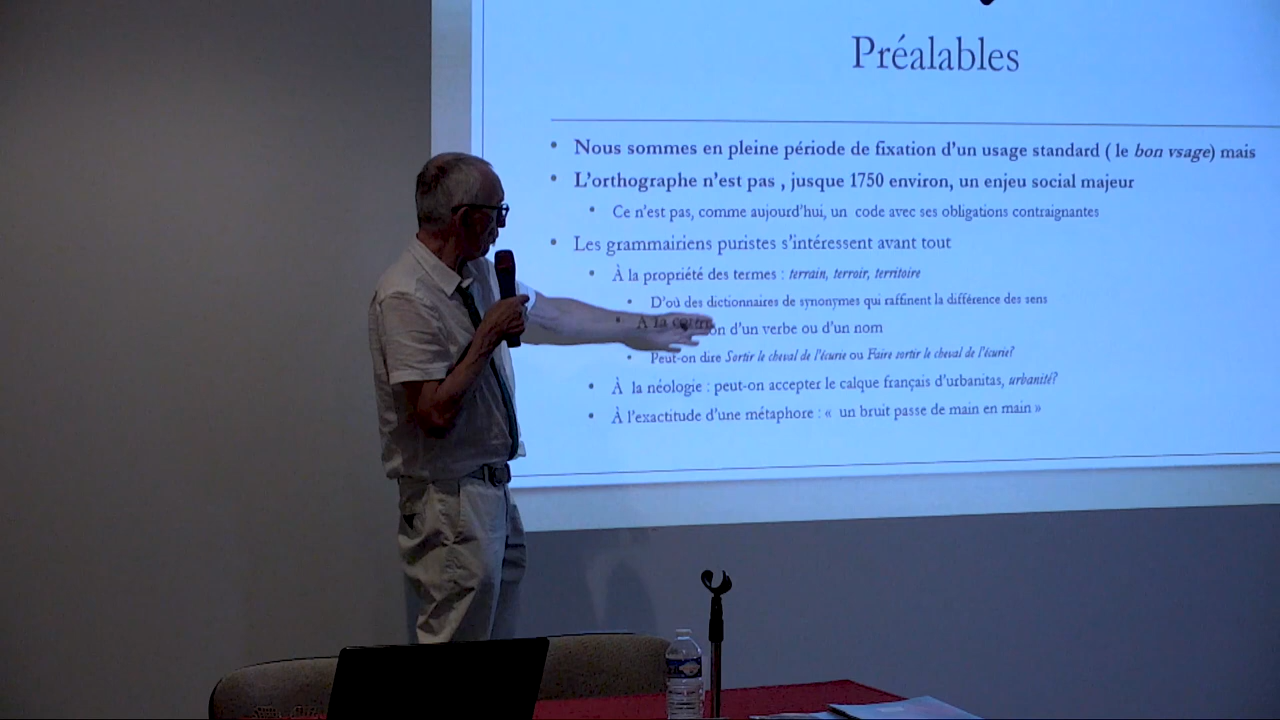 Préalables
• Nous sommes en pleine période de fixation d'un usage standard ( le bon vsage) mais
• L'orthographe n'est pas , jusque 1750 environ, un enjeu social majeur
• Ce n'est pas, comme aujourd'hui, un code avec ses obligations contraignantes
• Les grammairiens puristes s'intéressent avant tout
• À la propriété des termes : terrain, terroir, territoire
• D'où des dictionnaires de synonymes qui raffinent la différence des sens
• À la d'un verbe ou d'un nom
• Peut-on dire Sortir le cheval de l'écurie ou Faire sortir le cheval de l'écurie?
• À la néologie : peut-on accepter le calque français d'urbanitas, urbanité?
• À l'exactitude d'une métaphore : « un bruit passe de main en main »